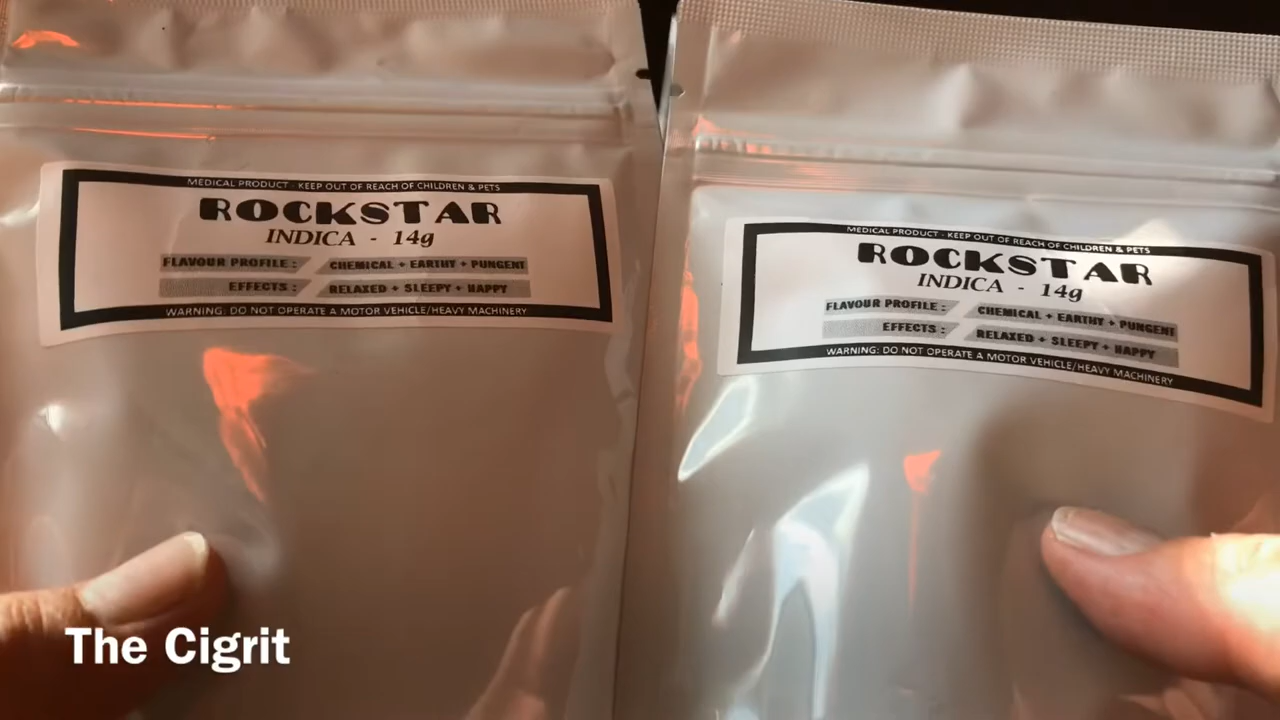 MEDICAL PRODUCT - KEEP OUT OF REACH OF CHILDREN & PETS
ROCKSTAR
INDICA - 14g
FLAVOUR PROFILE : CHEMICAL + EARTHY + PUNGENT
EFFECTS : RELAXED + SLEEPY + HAPPY
WARNING: DO NOT OPERATE A MOTOR VEHICLE/HEAVY MACHINERY
MEDICAL PRODUCT - KEEP OUT OF REACH OF CHILDREN & PETS
ROCKSTAR
INDICA - 14g
FLAVOUR PROFILE : CHEMICAL + EARTHY + PUNGENT
EFFECTS : RELAXED + SLEEPY + HAPPY
WARNING: DO NOT OPERATE A MOTOR VEHICLE/HEAVY MACHINERY
The Cigrit